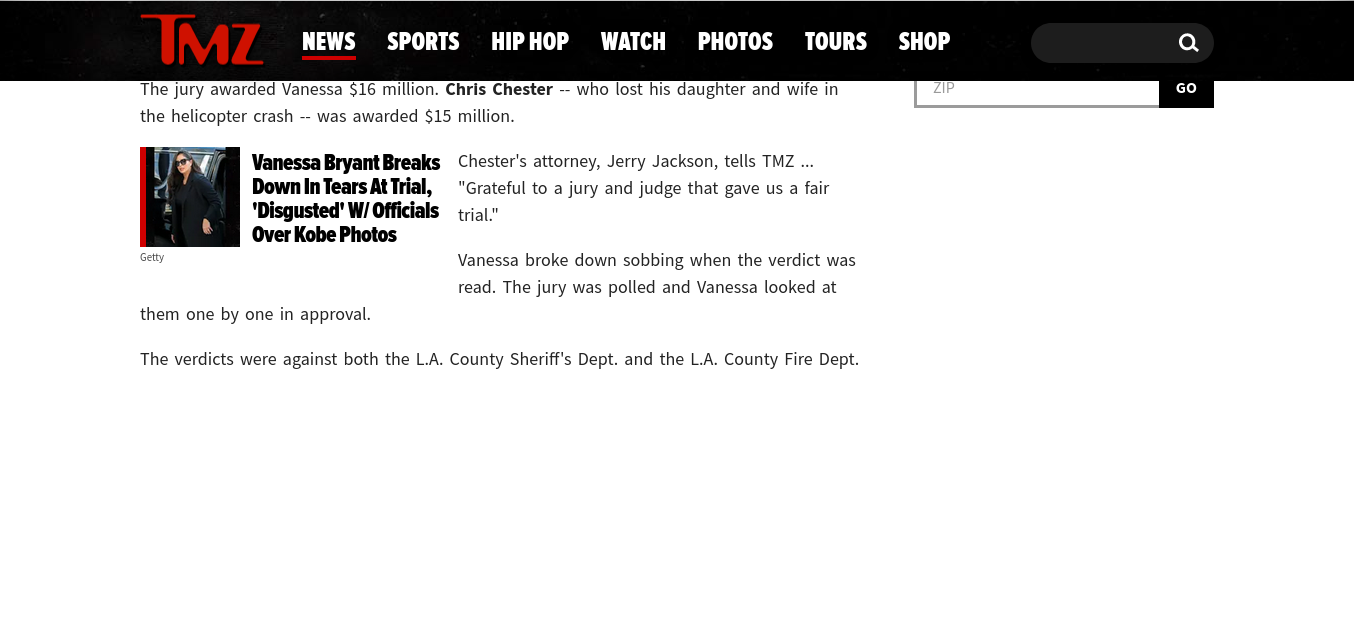 TMZ
NEWS SPORTS HIP HOP WATCH PHOTOS TOURS SHOP
ZIP GO
The jury awarded Vanessa $16 million. Chris Chester -- who lost his daughter and wife in
the helicopter crash -- was awarded $15 million.
Vanessa Bryant Breaks
Down In Tears At Trial,
'Disgusted' W/ Officials
Over Kobe Photos
Getty
Chester's attorney, Jerry Jackson, tells TMZ ...
"Grateful to a jury and judge that gave us a fair
trial."
Vanessa broke down sobbing when the verdict was
read. The jury was polled and Vanessa looked at
them one by one in approval.
The verdicts were against both the L.A. County Sheriff's Dept. and the L.A. County Fire Dept.